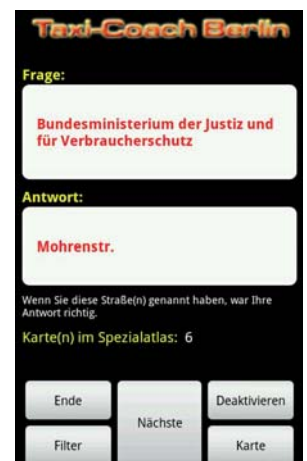 Taxi-Coach Berlin
Frage:
Bundesministerium der Justiz und
für Verbraucherschutz
Antwort:
Mohrenstr.
Wenn Sie diese Straße(n) genannt haben, war Ihre
Antwort richtig.
Karte(n) im Spezialatlas: 6
Ende
Nächste
Deaktivieren
Filter
Karte